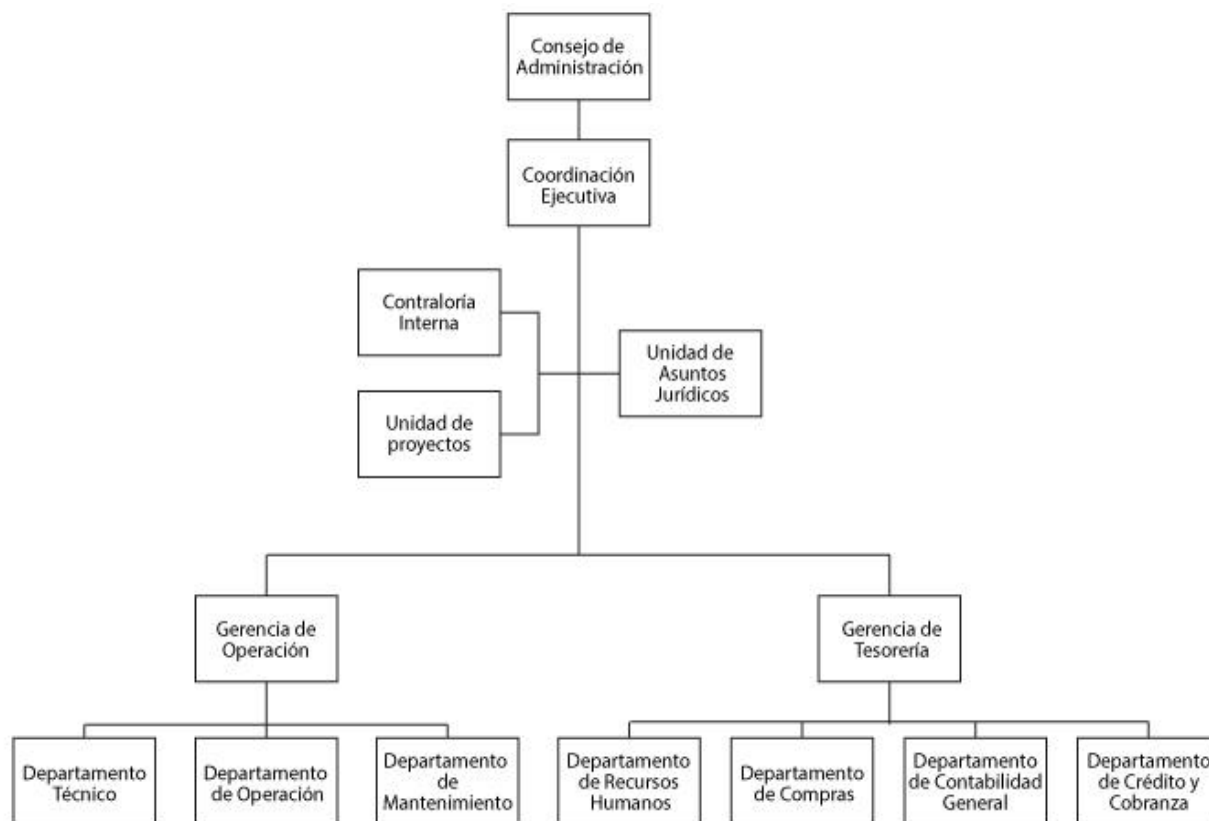 Consejo de
Administración
Coordinación
Ejecutiva
Contraloría
Interna
Unidad de
Asuntos
Jurídicos
Unidad de
proyectos
Gerencia de
Operación
Gerencia de
Tesorería
Departamento
Técnico
Departamento
de Operación
Departamento
de
Mantenimiento
Departamento
de Recursos
Humanos
Departamento
de Compras
Departamento
de Contabilidad
General
Departamento
de Crédito y
Cobranza